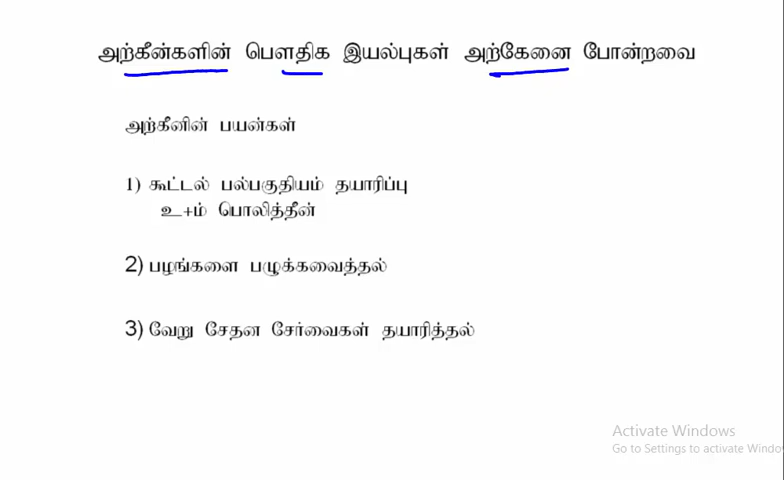 அற்கீன்களின் பௌதிக இயல்புகள் அற்கேனை போன்றவை
அற்கீனின் பயன்கள்
1) கூட்டல் பல்பகுதியம் தயாரிப்பு
உ+ம் பொலித்தீன்
2) பழங்களை பழுக்கவைத்தல்
3) வேறு சேதன சேர்வைகள் தயாரித்தல்
Activate Windows
Go to Settings to activate Windo